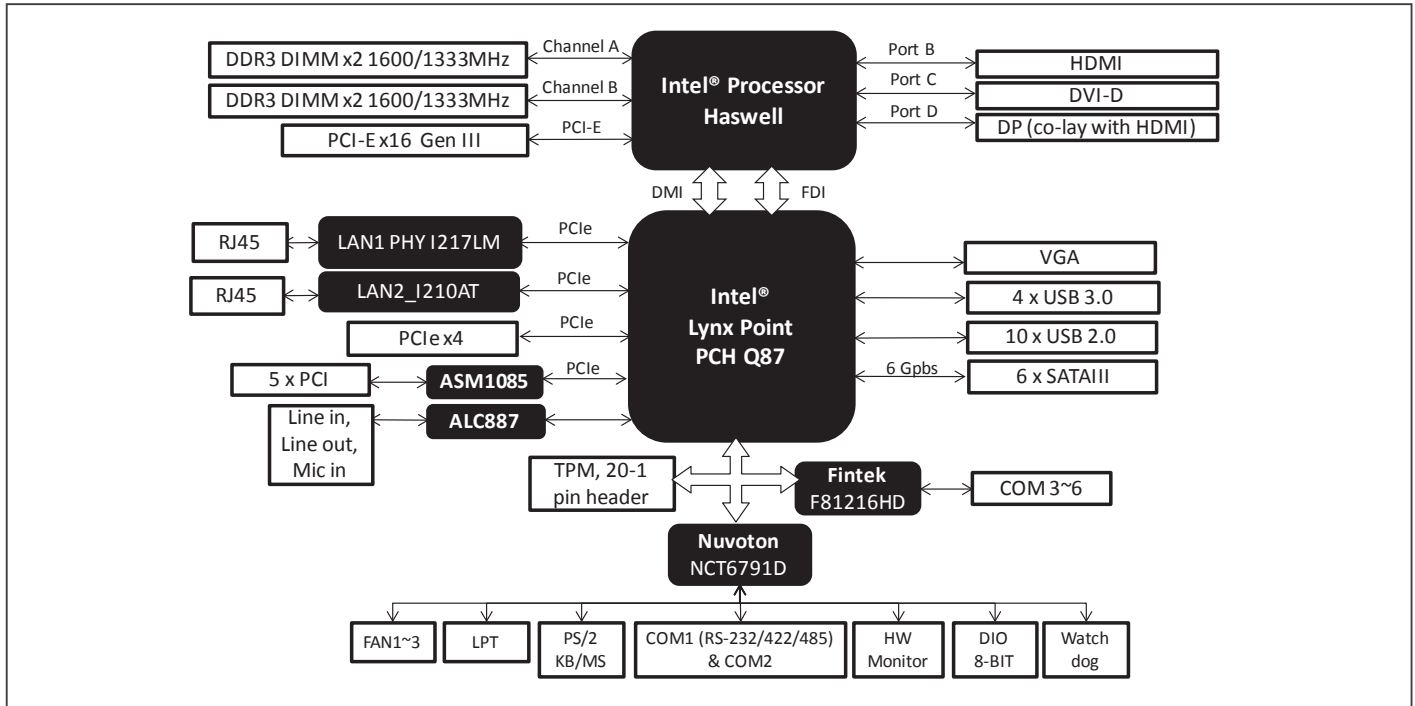 DDR3 DIMM x2 1600/1333MHz
Channel A
DDR3 DIMM x2 1600/1333MHz
Channel B
PCI-E x16 Gen III
PCI-E
Intel® Processor
Haswell
Port B
HDMI
Port C
DVI-D
Port D
DP (co-lay with HDMI)
DMI
FDI
RJ45
LAN1 PHY I217LM
PCIe
RJ45
LAN2_I210AT
PCIe
PCIe x4
PCIe
5 x PCI
ASM1085
PCIe
Line in,
Line out,
Mic in
ALC887
Intel®
Lynx Point
PCH Q87
VGA
4 x USB 3.0
10 x USB 2.0
6 Gpbs
6 x SATAIII
TPM, 20-1
pin header
Fintek
F81216HD
COM 3~6
Nuvoton
NCT6791D
FAN1~3
LPT
PS/2
KB/MS
COM1 (RS-232/422/485)
& COM2
HW
Monitor
DIO
8-BIT
Watch
dog